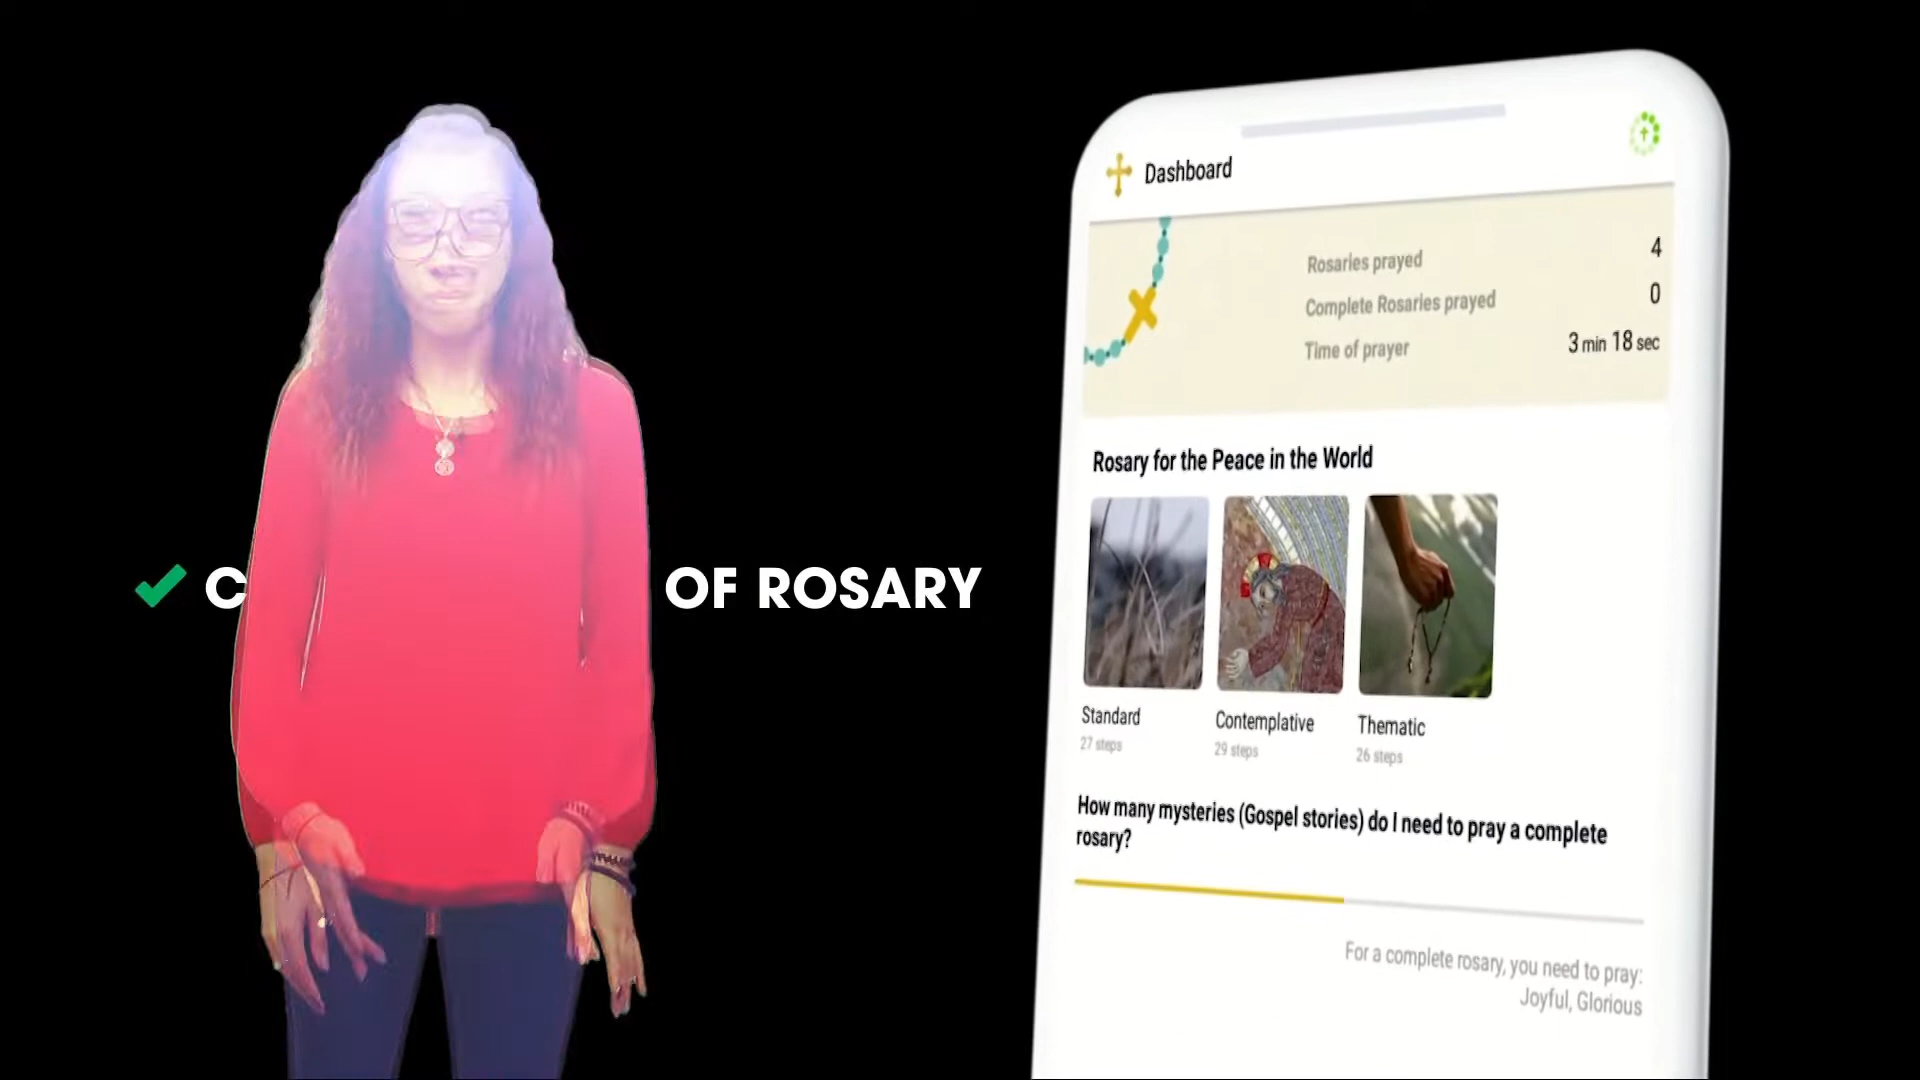 C OF ROSARY
Dashboard
Rosaries prayed 4
Complete Rosaries prayed 0
Time of prayer 3 min 18 sec
Rosary for the Peace in the World
Standard
27 steps
Contemplative
29 steps
Thematic
26 steps
How many mysteries (Gospel stories) do I need to pray a complete
rosary?
For a complete rosary, you need to pray:
Joyful, Glorious